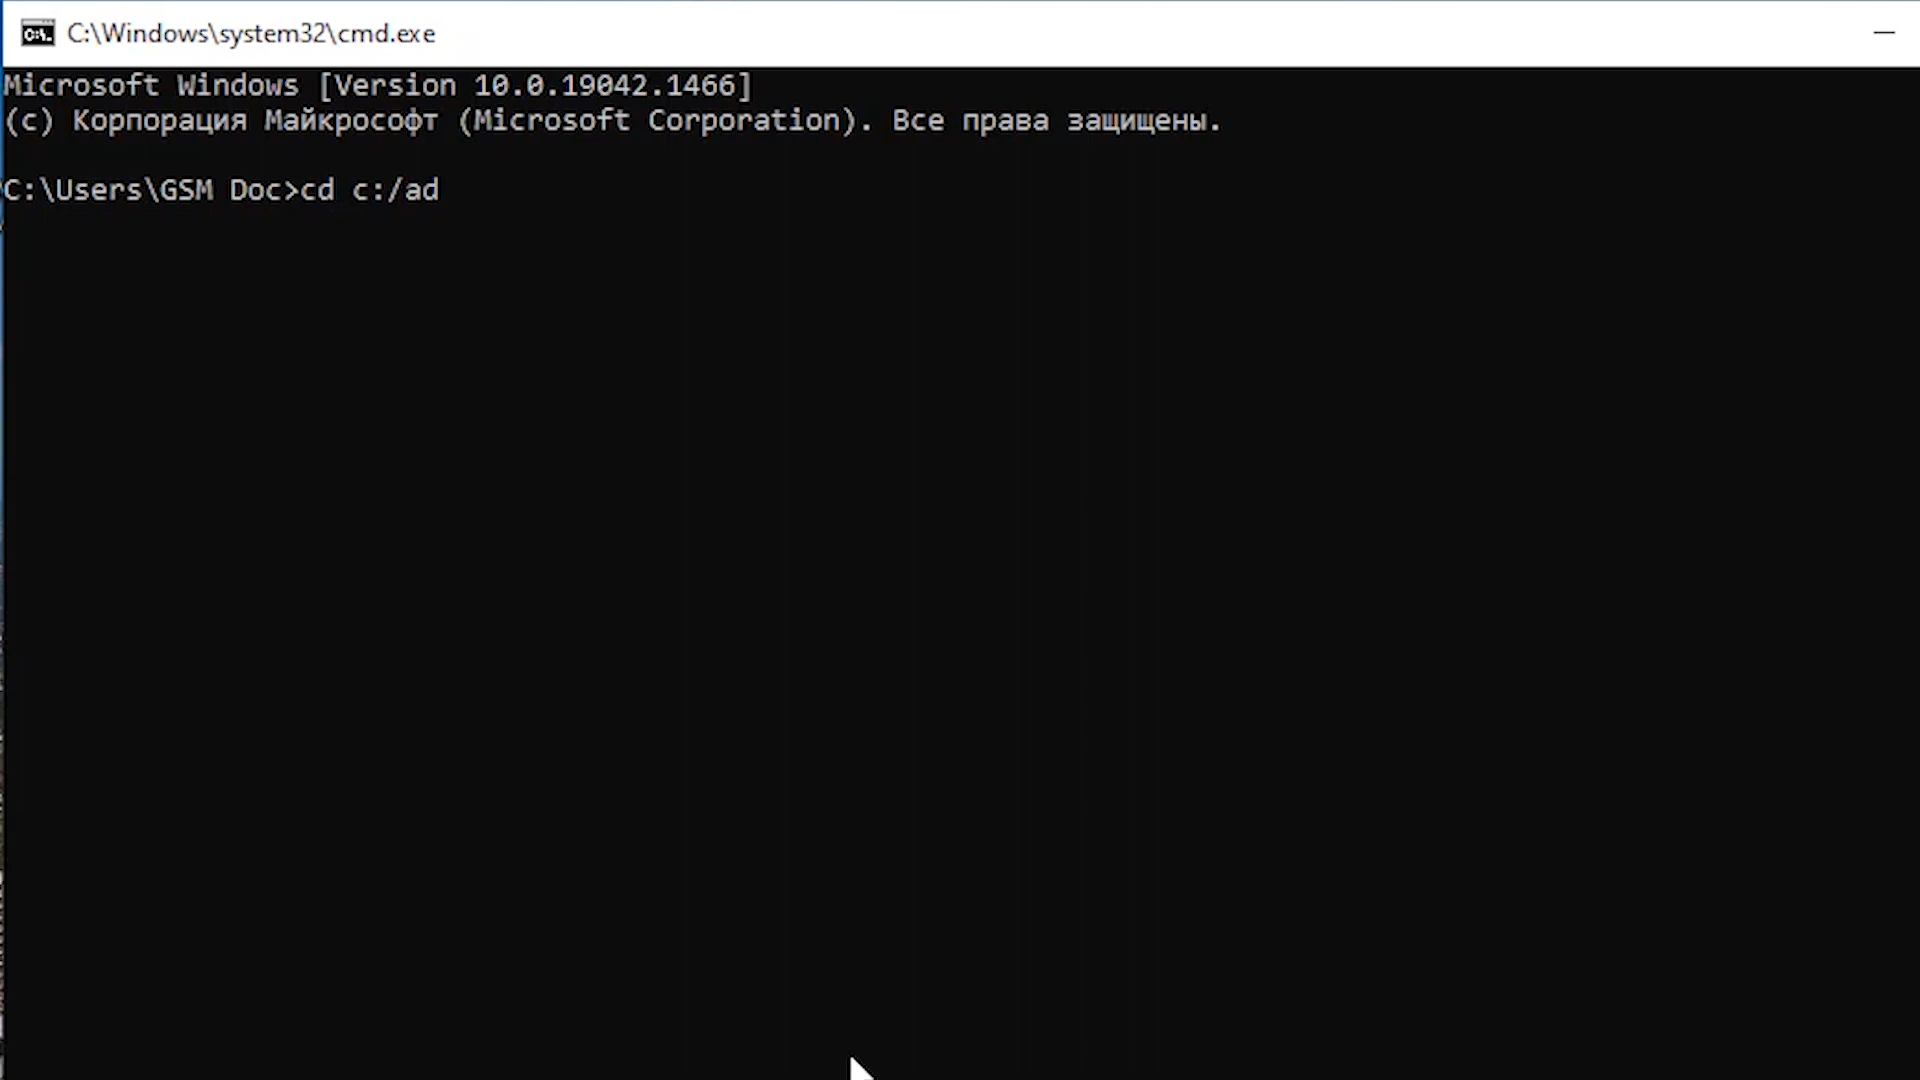 C:\Windows\system32\cmd.exe
Microsoft Windows [Version 10.0.19042.1466]
(c) Корпорация Майкрософт (Microsoft Corporation). Все права защищены.
C:\Users\GSM Doc>cd c:/ad